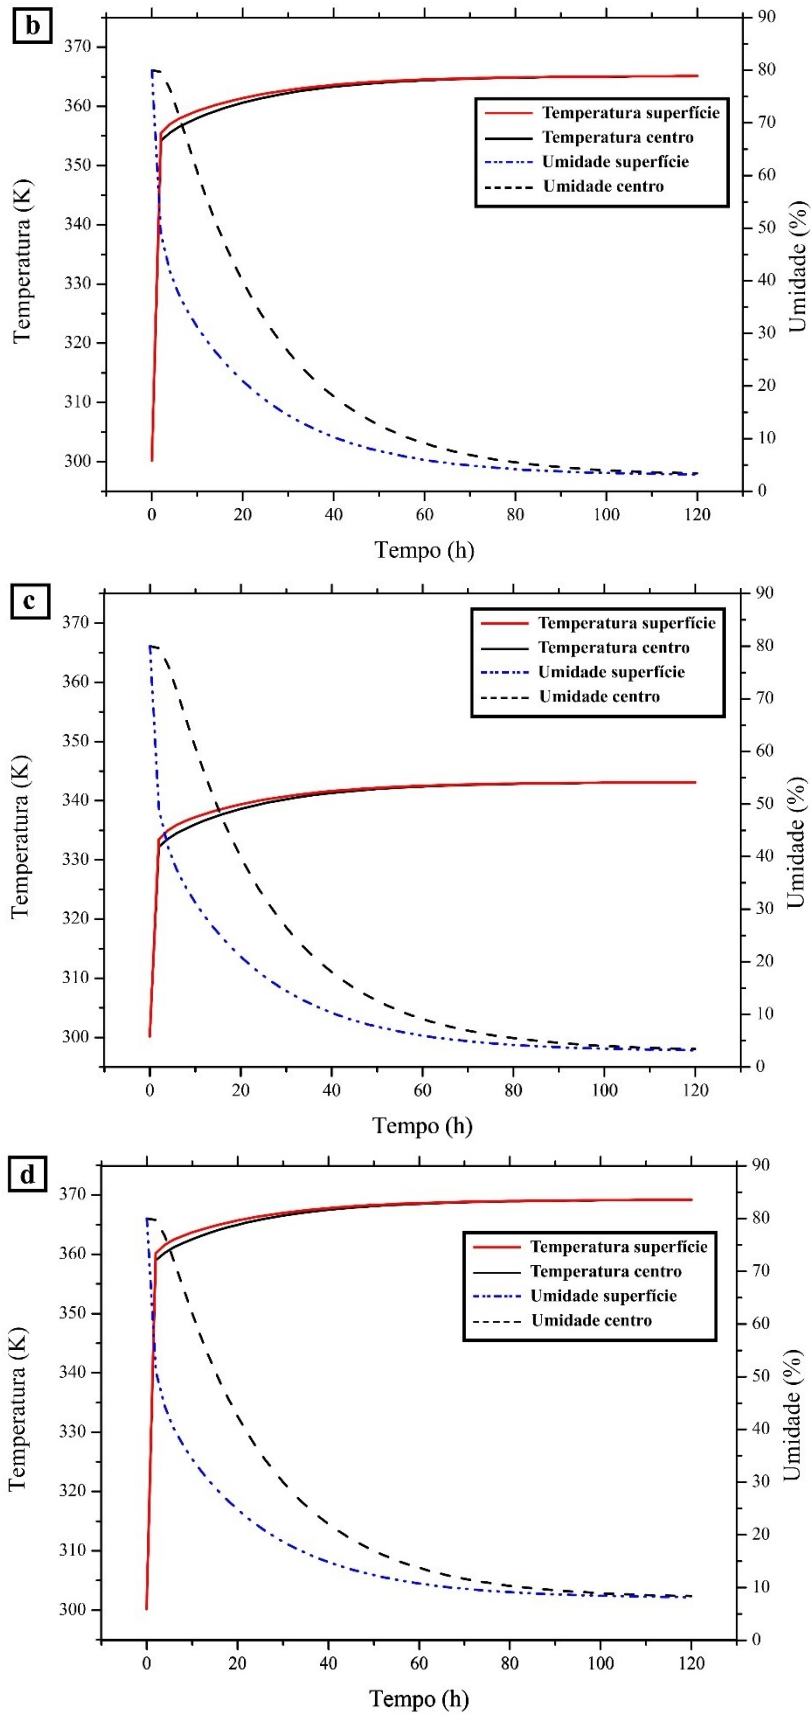 b
Temperatura (K)
370
360
350
340
330
320
310
300
90
80
70
60
50
40
30
20
10
0
Umidade (%)
Temperatura superfície
Temperatura centro
Umidade superfície
Umidade centro
0 20 40 60 80 100 120
Tempo (h)
c
Temperatura (K)
370
360
350
340
330
320
310
300
90
80
70
60
50
40
30
20
10
0
Umidade (%)
Temperatura superfície
Temperatura centro
Umidade superfície
Umidade centro
0 20 40 60 80 100 120
Tempo (h)
d
Temperatura (K)
370
360
350
340
330
320
310
300
90
80
70
60
50
40
30
20
10
0
Umidade (%)
Temperatura superfície
Temperatura centro
Umidade superfície
Umidade centro
0 20 40 60 80 100 120
Tempo (h)